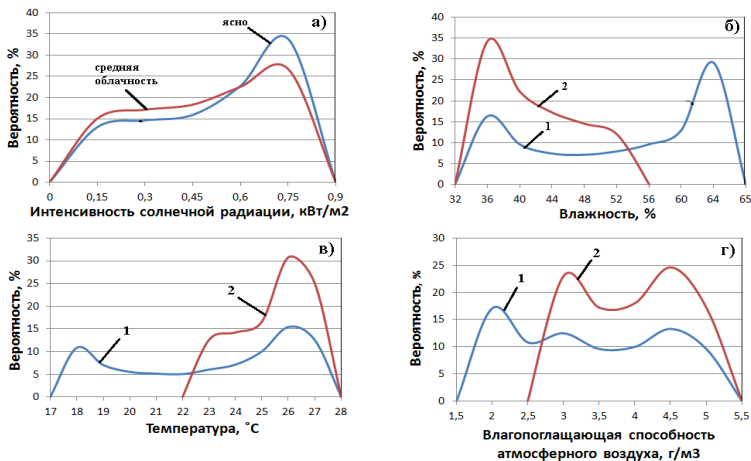 а)
Вероятность, %
40
35
30
25
20
15
10
5
0
ясно
средняя
облачность
0 0,15 0,3 0,45 0,6 0,75 0,9
Интенсивность солнечной радиации, кВт/м2
б)
Вероятность, %
40
35
30
25
20
15
10
5
0
2
1
32 36 40 44 48 52 56 60 64 65
Влажность, %
в)
Вероятность, %
35
30
25
20
15
10
5
0
2
1
17 18 19 20 21 22 23 24 25 26 27 28
Температура, ˚С
г)
Вероятность, %
30
25
20
15
10
5
0
1
2
1,5 2 2,5 3 3,5 4 4,5 5 5,5
Влагопоглащающая способность
атмосферного воздуха, г/м3